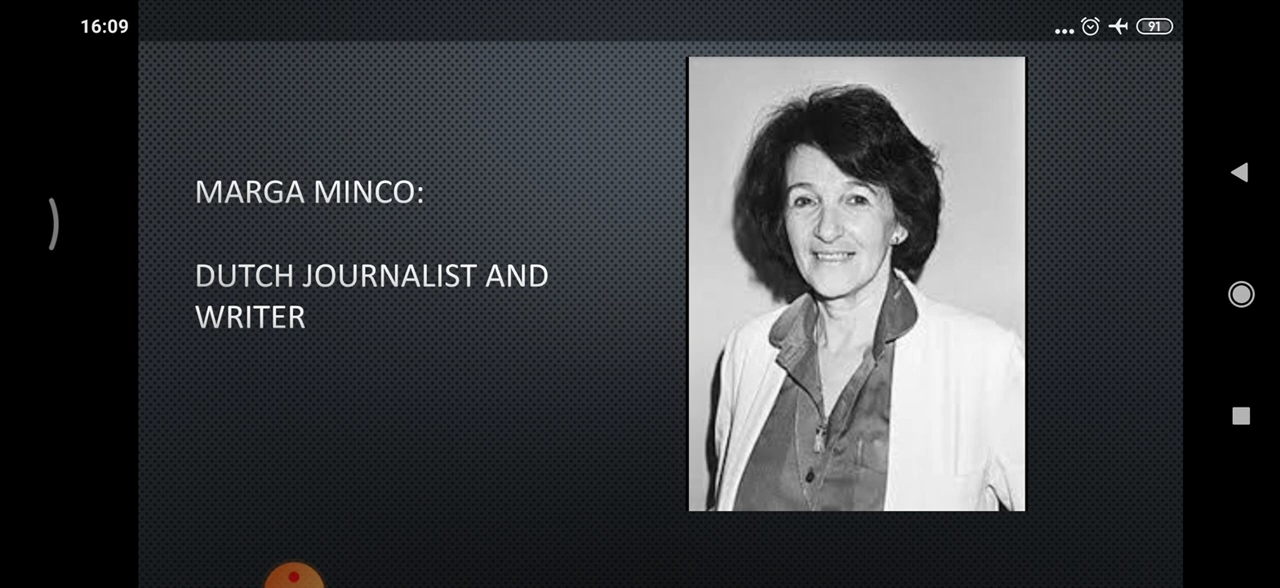 16:09
91
MARGA MINCO:
DUTCH JOURNALIST AND
WRITER